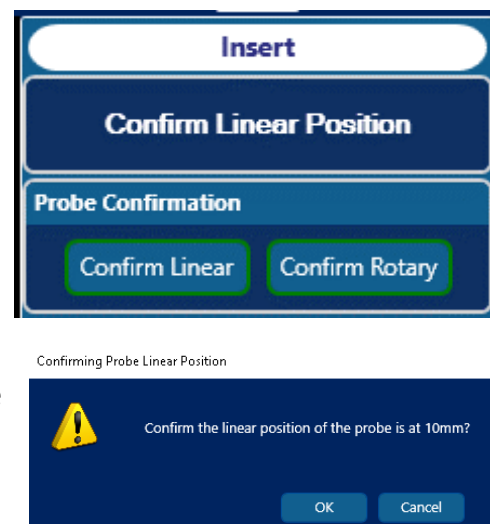 Insert
Confirm Linear Position
Probe Confirmation
Confirm Linear Confirm Rotary
Confirming Probe Linear Position
Confirm the linear position of the probe is at 10mm?
OK Cancel